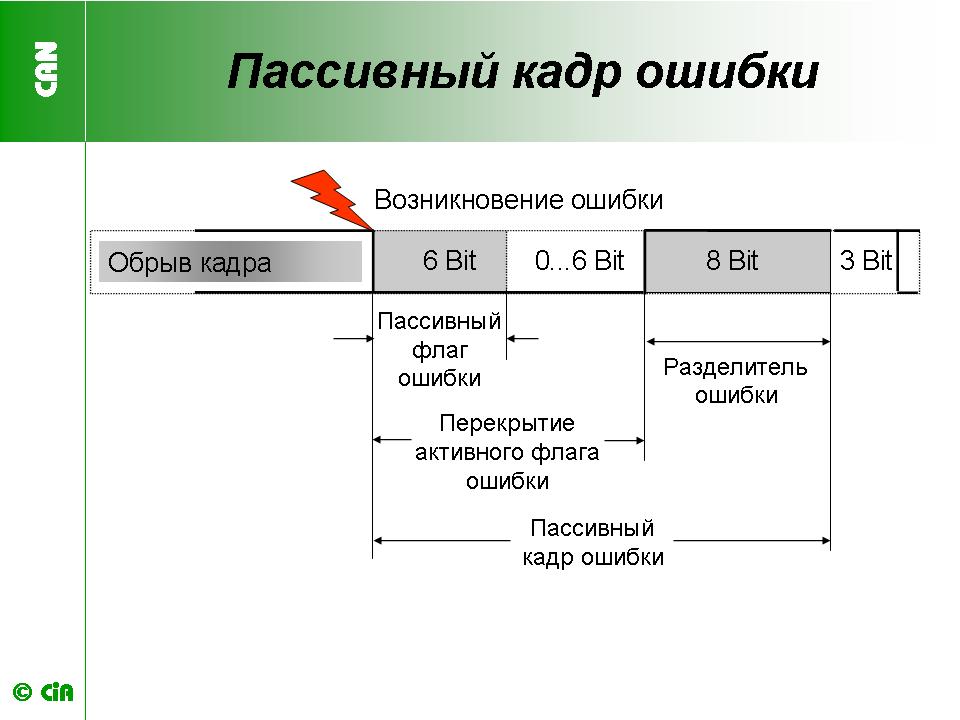 CAN
Пассивный кадр ошибки
Возникновение ошибки
Обрыв кадра
6 Bit
0...6 Bit
8 Bit
3 Bit
Пассивный
флаг
ошибки
Разделитель
ошибки
Перекрытие
активного флага
ошибки
Пассивный
кадр ошибки
© CiA